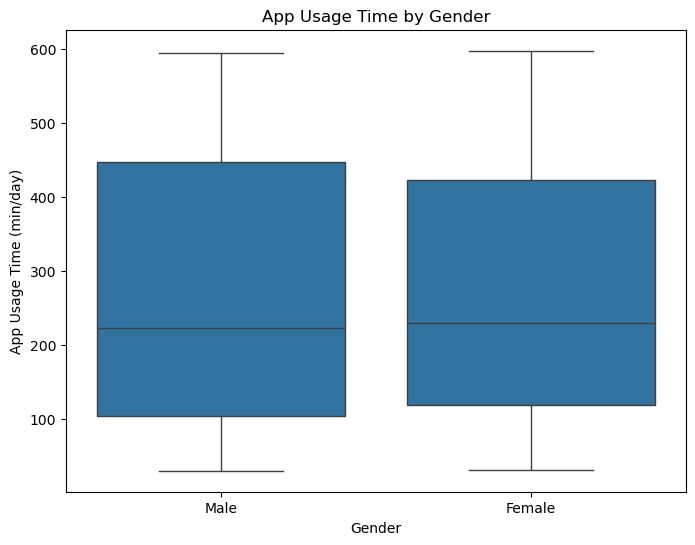 App Usage Time by Gender
App Usage Time (min/day)
600
500
400
300
200
100
Male Female
Gender